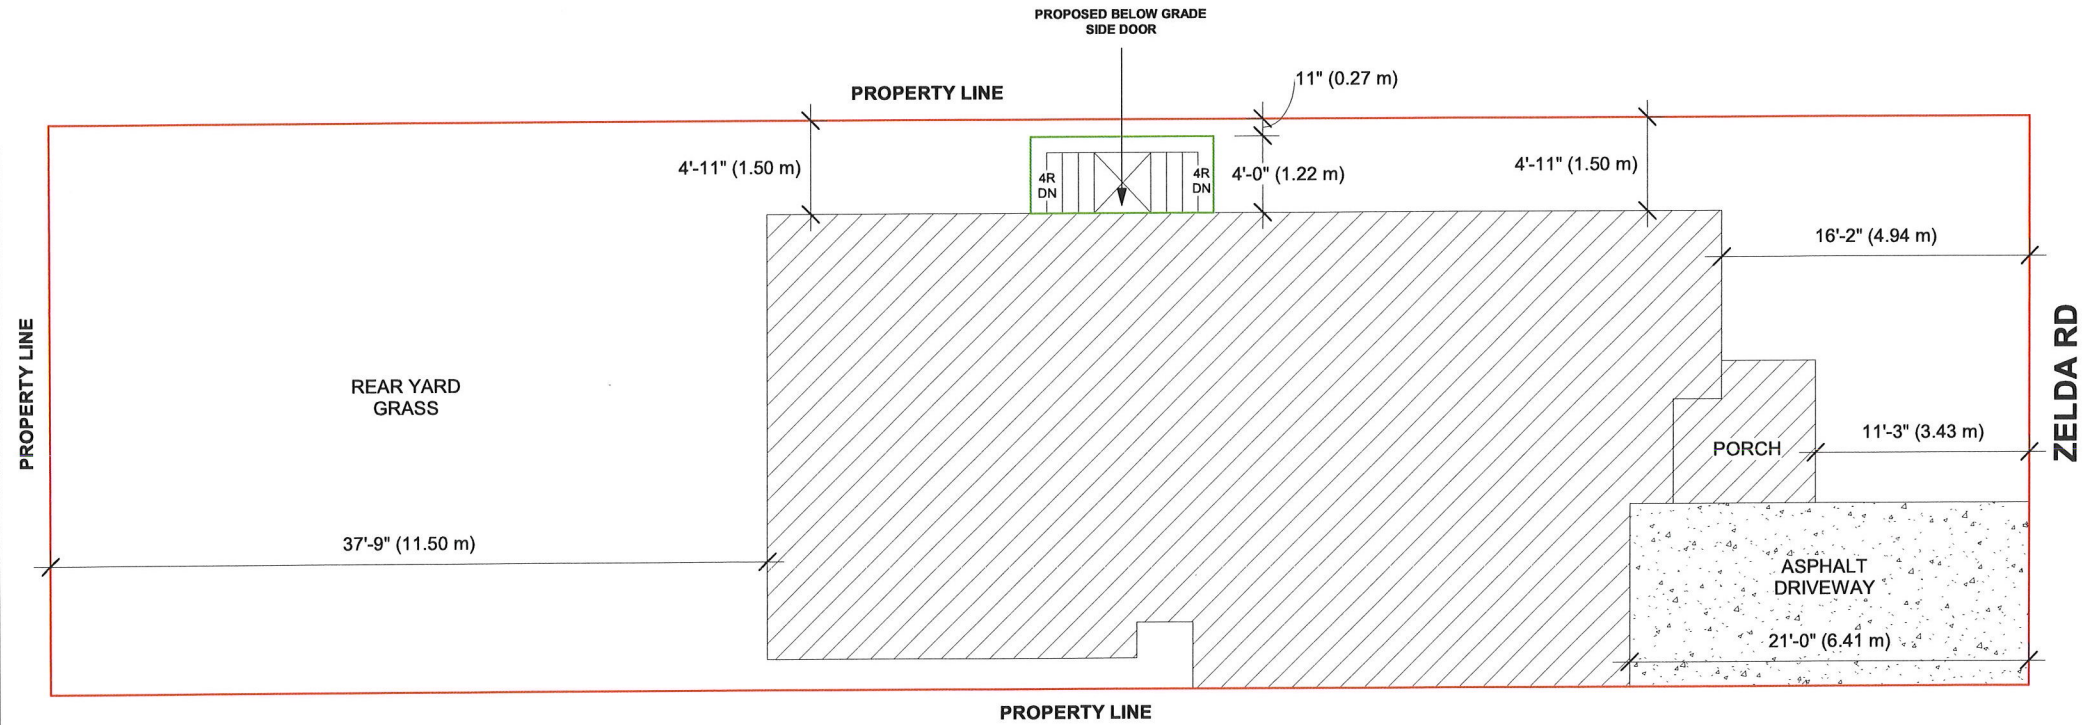 PROPOSED BELOW GRADE
SIDE DOOR
11" (0.27 m)
PROPERTY LINE
4'-11" (1.50 m)
4R
DN
4R
DN
4'-0" (1.22 m)
4'-11" (1.50 m)
16'-2" (4.94 m)
PROPERTY LINE
REAR YARD
GRASS
ZELDA RD
11'-3" (3.43 m)
PORCH
37'-9" (11.50 m)
ASPHALT
DRIVEWAY
21'-0" (6.41 m)
PROPERTY LINE